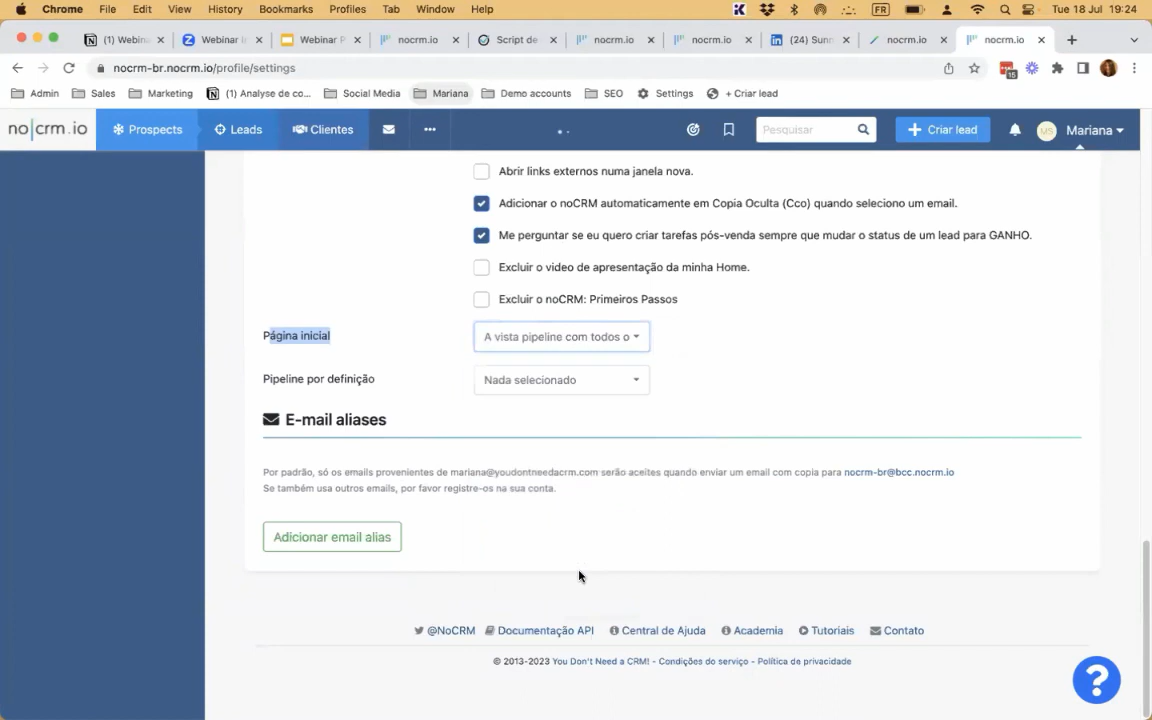 Chrome File Edit View History Bookmarks Profiles Tab Window Help FR Tue 18 Jul 19:24
(1) Webina Webinar I Webinar P nocrm.io Script de nocrm.io nocrm.io (24) Sunr nocrm.io nocrm.io
nocrm-br.nocrm.io/profile/settings 15
Admin Sales Marketing (1) Analyse de co... Social Media Mariana Demo accounts SEO Settings + Criar lead
no|crm.io Prospects Leads Clientes Pesquisar Criar lead MS Mariana
Abrir links externos numa janela nova.
Adicionar o noCRM automaticamente em Copia Oculta (Cco) quando seleciono um email.
Me perguntar se eu quero criar tarefas pós-venda sempre que mudar o status de um lead para GANHO.
Excluir o video de apresentação da minha Home.
Excluir o noCRM: Primeiros Passos
Página inicial A vista pipeline com todos o
Pipeline por definição Nada selecionado
E-mail aliases
Por padrão, só os emails provenientes de mariana@youdontneedacrm.com serão aceites quando enviar um email com copia para nocrm-br@bcc.nocrm.io
Se também usa outros emails, por favor registre-os na sua conta.
Adicionar email alias
@NoCRM Documentação API Central de Ajuda Academia Tutoriais Contato
© 2013-2023 You Don't Need a CRM! - Condições do serviço - Política de privacidade
?